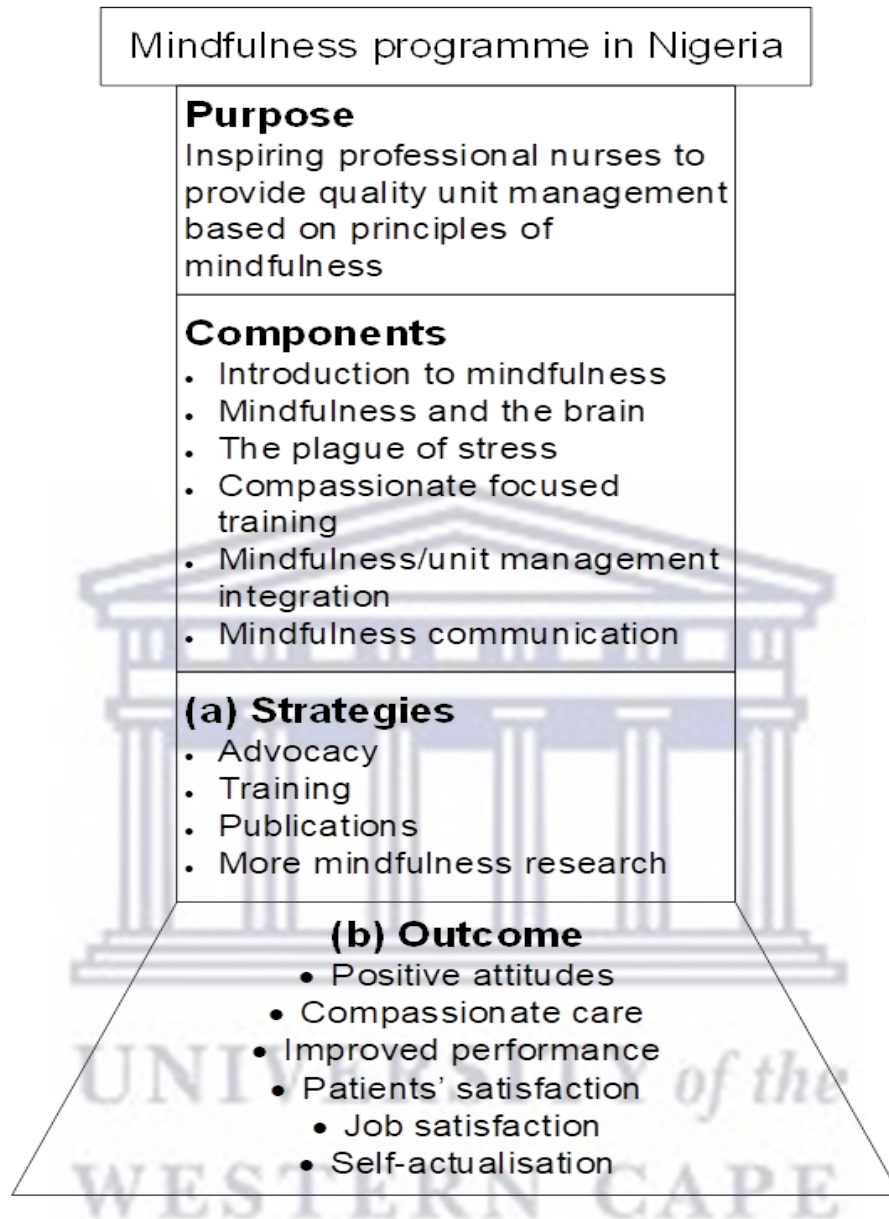 Mindfulness programme in Nigeria
Purpose
Inspiring professional nurses to
provide quality unit management
based on principles of
mindfulness
Components
• Introduction to mindfulness
• Mindfulness and the brain
• The plague of stress
• Compassionate focused
training
• Mindfulness/unit management
integration
• Mindfulness communication
(a) Strategies
• Advocacy
• Training
• Publications
• More mindfulness research
(b) Outcome
• Positive attitudes
• Compassionate care
• Improved performance
• Patients’ satisfaction
• Job satisfaction
• Self-actualisation
UNIVERSITY of the
WESTERN CAPE